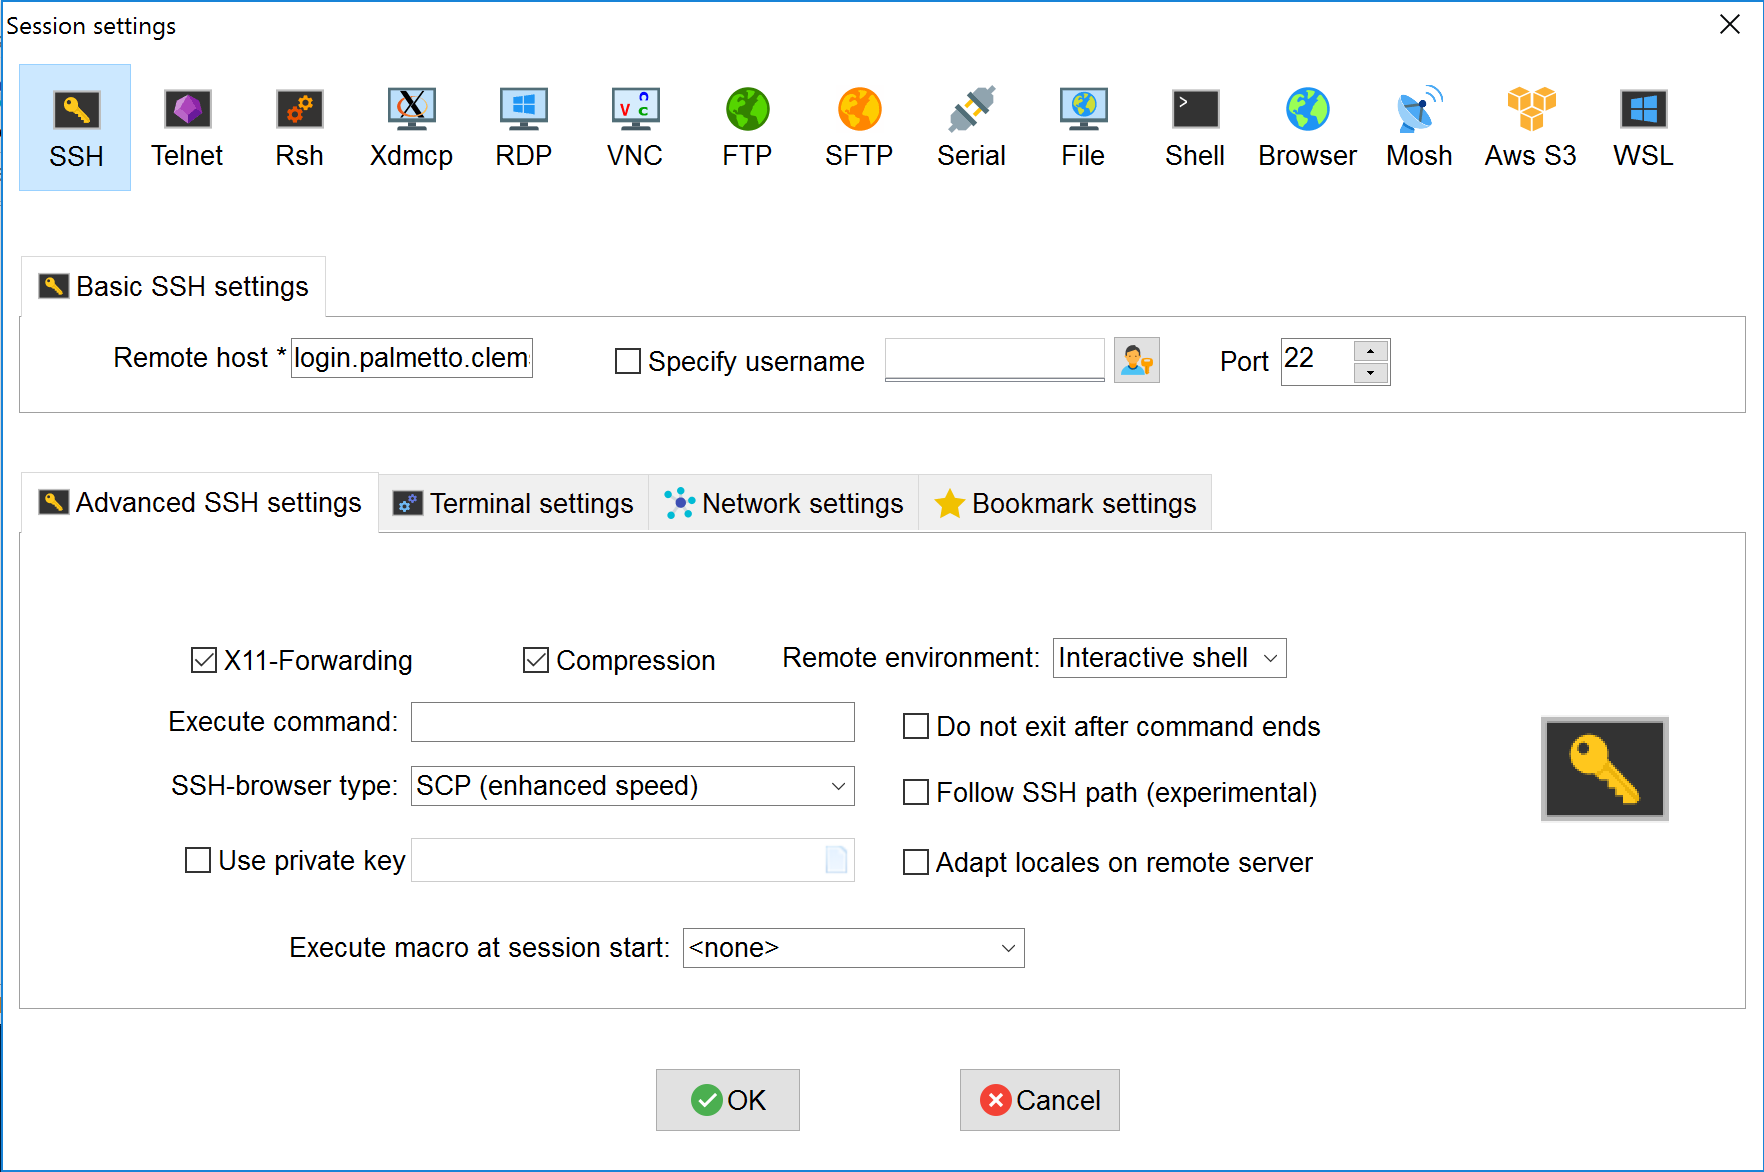 Session settings
SSH Telnet Rsh Xdmcp RDP VNC FTP SFTP Serial File Shell Browser Mosh Aws S3 WSL
Basic SSH settings
Remote host * login.palmetto.clem Specify username Port 22
Advanced SSH settings Terminal settings Network settings Bookmark settings
X11-Forwarding Compression Remote environment: Interactive shell
Execute command: Do not exit after command ends
SSH-browser type: SCP (enhanced speed) Follow SSH path (experimental)
Use private key Adapt locales on remote server
Execute macro at session start: <none>
OK Cancel